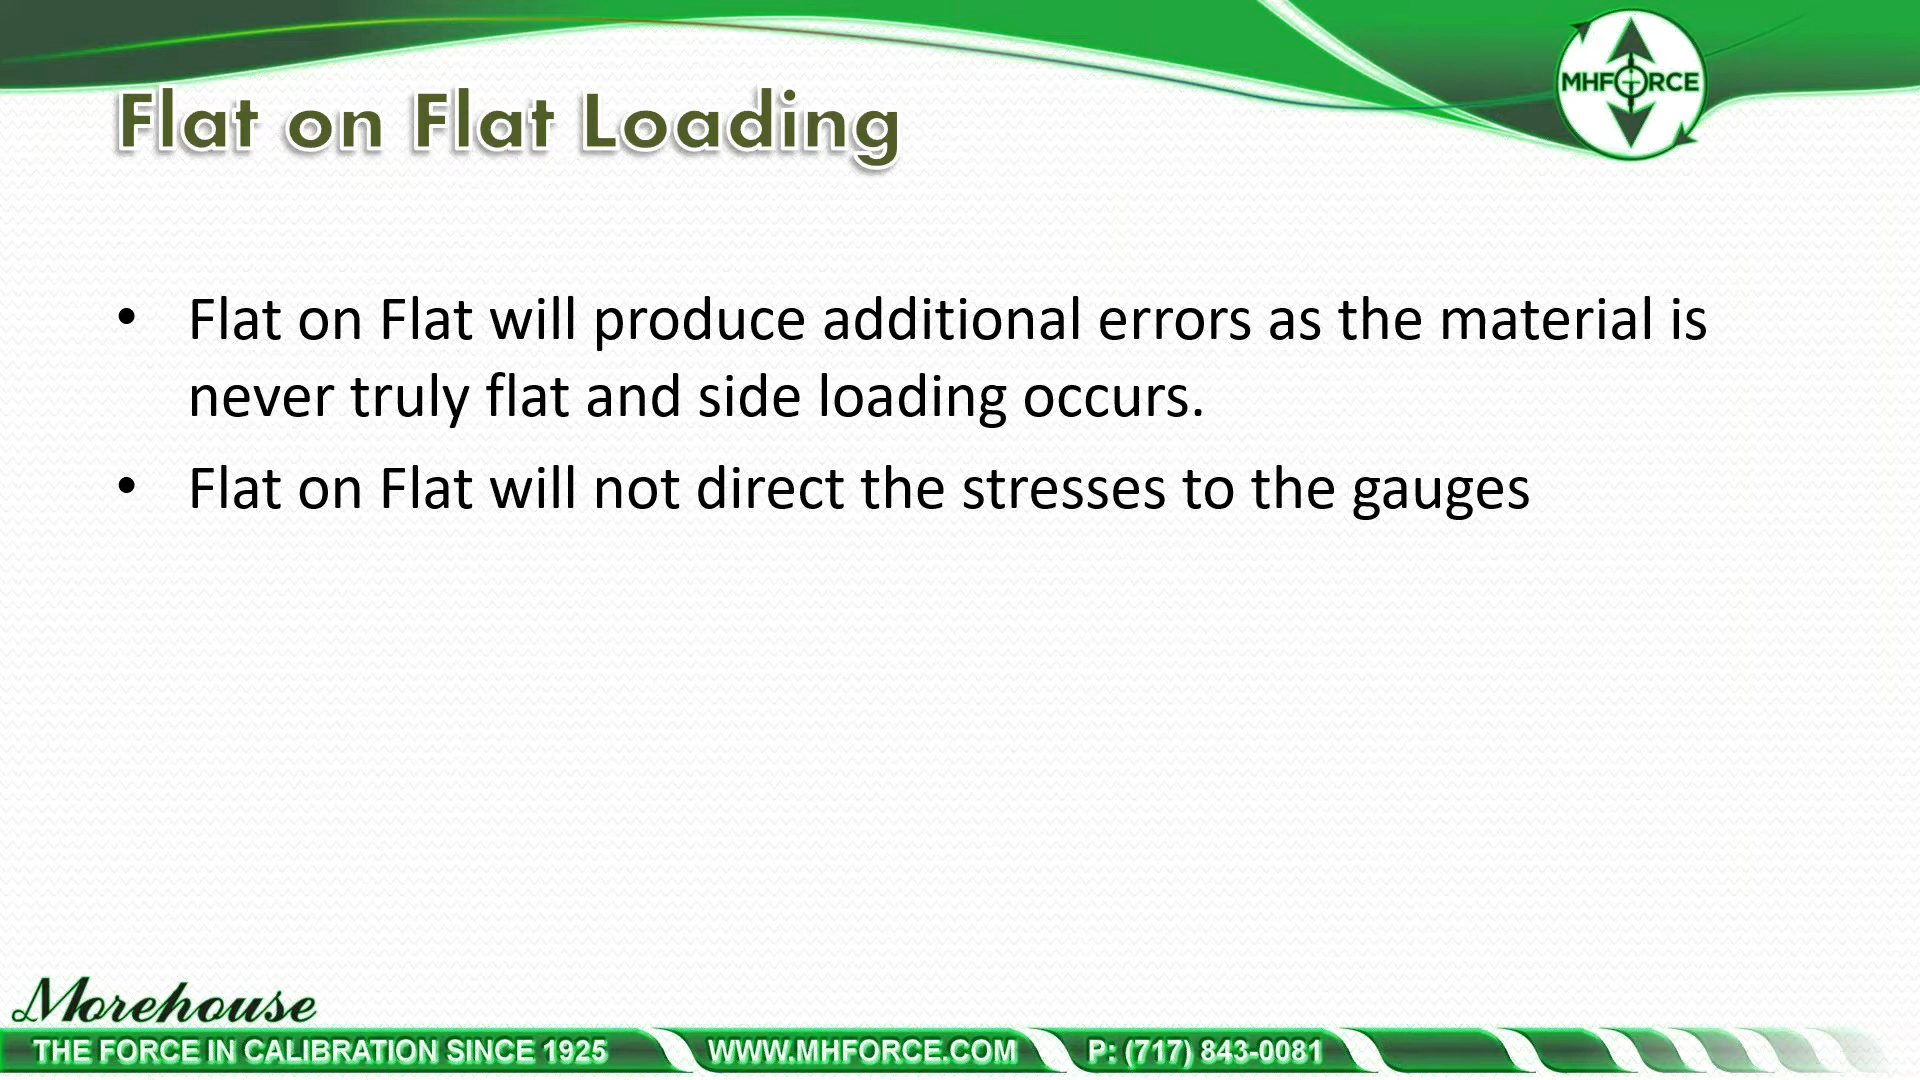 MHFORCE
Flat on Flat Loading
• Flat on Flat will produce additional errors as the material is
never truly flat and side loading occurs.
• Flat on Flat will not direct the stresses to the gauges
Morehouse
THE FORCE IN CALIBRATION SINCE 1925 WWW.MHFORCE.COM P: (717) 843-0081